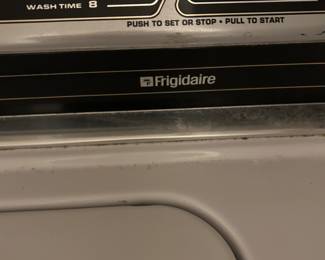 WASH TIME 8
PUSH TO SET OR STOP • PULL TO START
Frigidaire